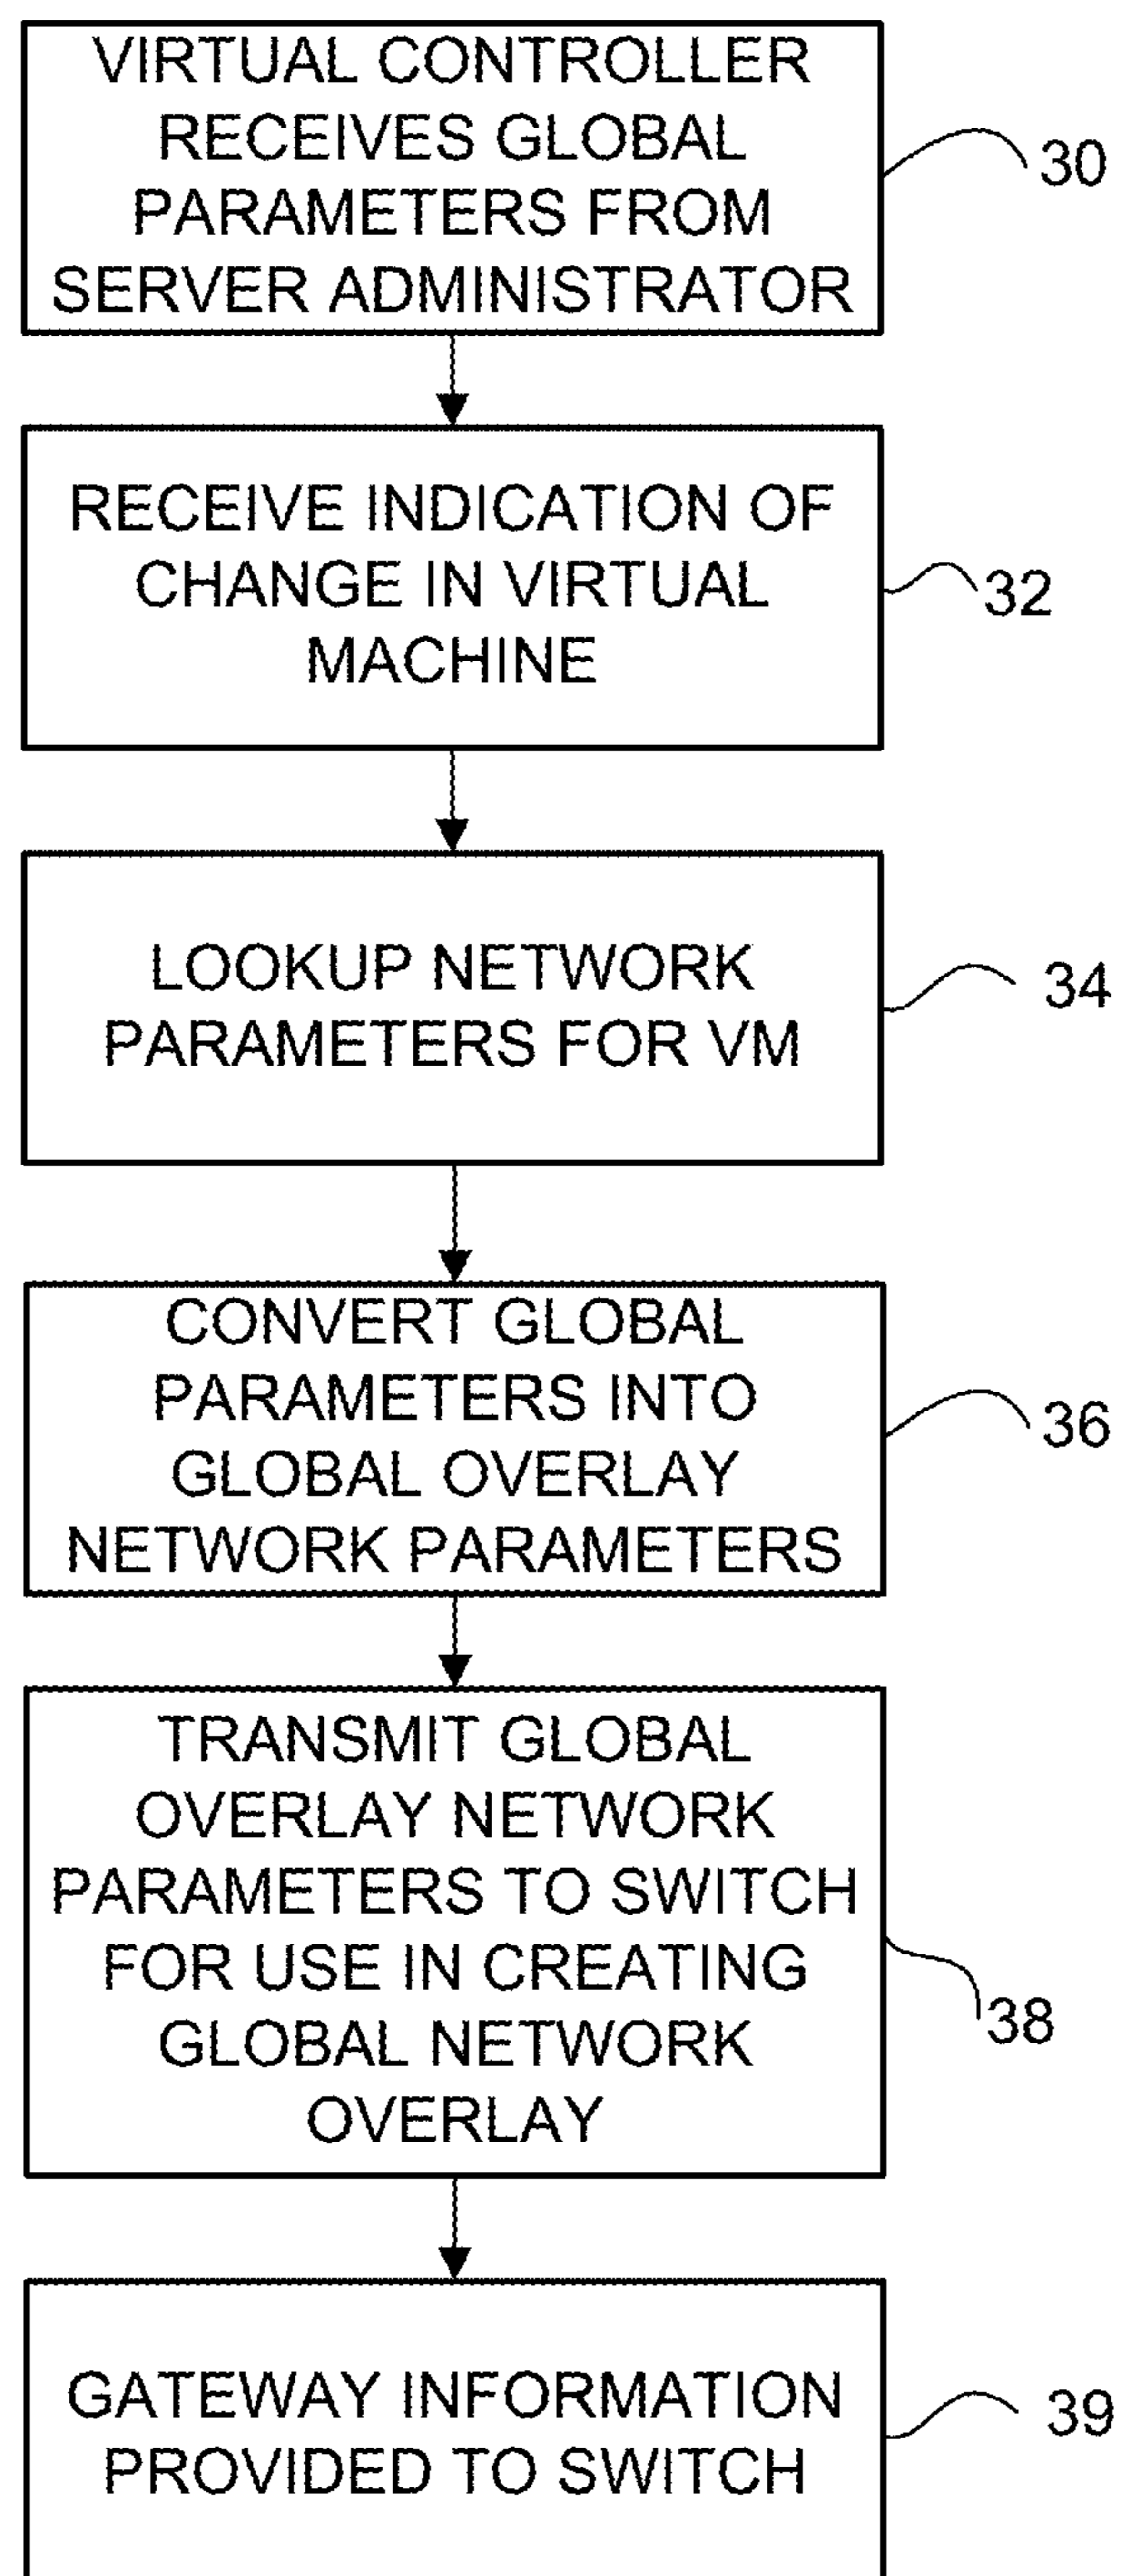 VIRTUAL CONTROLLER
RECEIVES GLOBAL
PARAMETERS FROM
SERVER ADMINISTRATOR
30
RECEIVE INDICATION OF
CHANGE IN VIRTUAL
MACHINE
32
LOOKUP NETWORK
PARAMETERS FOR VM
34
CONVERT GLOBAL
PARAMETERS INTO
GLOBAL OVERLAY
NETWORK PARAMETERS
36
TRANSMIT GLOBAL
OVERLAY NETWORK
PARAMETERS TO SWITCH
FOR USE IN CREATING
GLOBAL NETWORK
OVERLAY
38
GATEWAY INFORMATION
PROVIDED TO SWITCH
39